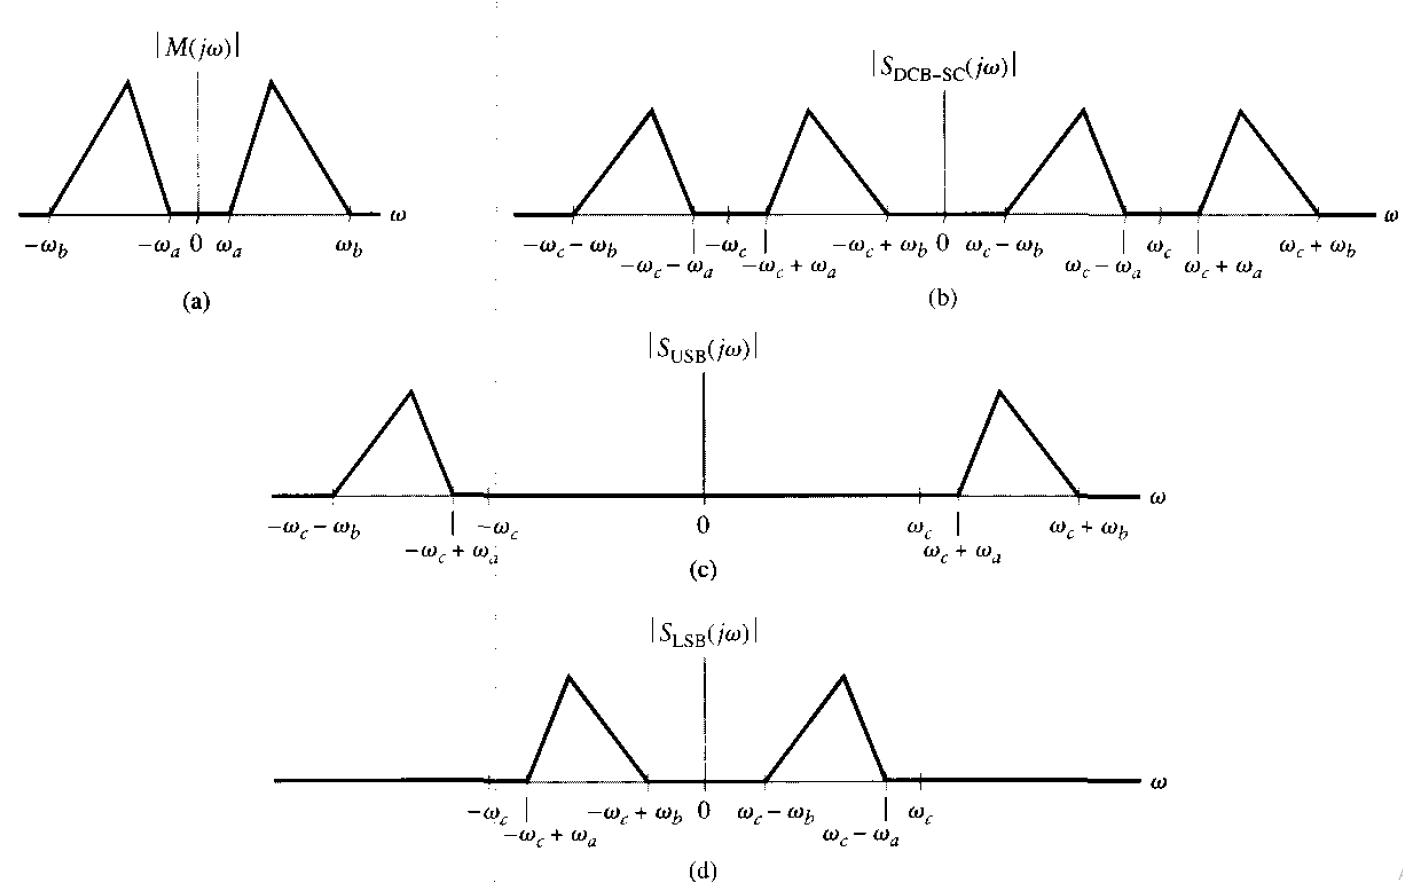 |M(jω)|
−ω_b −ω_a 0 ω_a ω_b ω
(a)
|S_DCB–SC(jω)|
−ω_c − ω_b −ω_c −ω_c + ω_b 0 ω_c − ω_b ω_c ω_c + ω_b ω
−ω_c − ω_a −ω_c + ω_a ω_c − ω_a ω_c + ω_a
(b)
|S_USB(jω)|
−ω_c − ω_b −ω_c 0 ω_c ω_c + ω_b ω
−ω_c + ω_a ω_c + ω_a
(c)
|S_LSB(jω)|
−ω_c −ω_c + ω_b 0 ω_c − ω_b ω_c ω
−ω_c + ω_a ω_c − ω_a
(d)